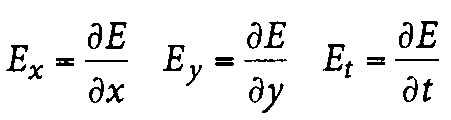 E_x = ∂E/∂x   E_y = ∂E/∂y   E_t = ∂E/∂t